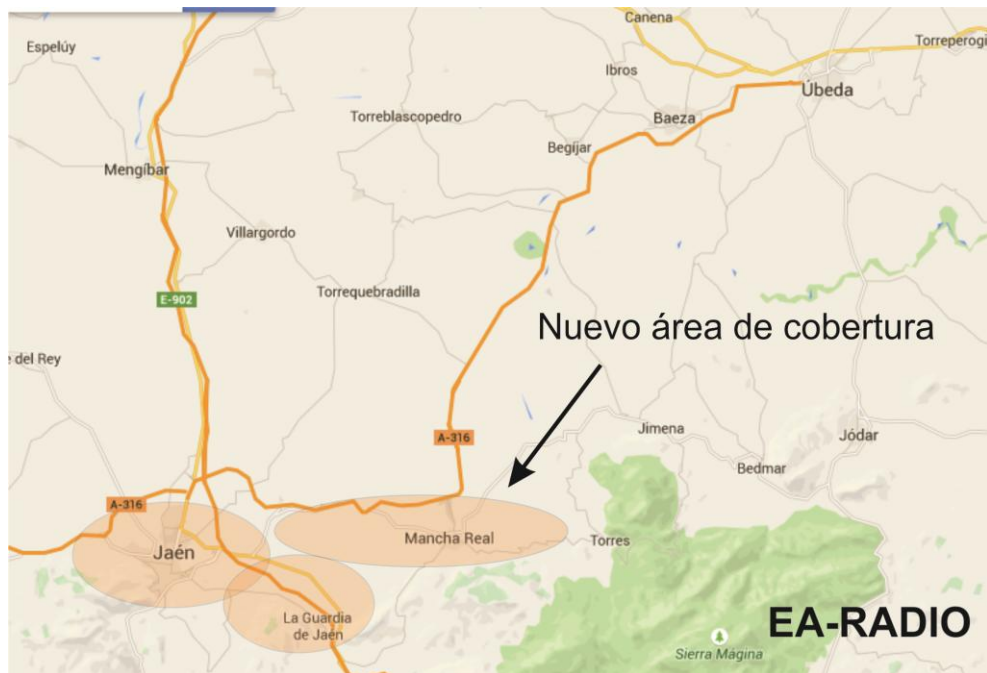 Canena
Espelúy
Torreperogi
Ibros
Úbeda
Torreblascopedro
Baeza
Begíjar
Mengíbar
Villargordo
Torrequebradilla
E-902
Nuevo área de cobertura
e del Rey
Jimena
A-316
Jódar
Bedmar
A-316
Mancha Real
Torres
Jaén
La Guardia
de Jaén
EA-RADIO
Sierra Mágina